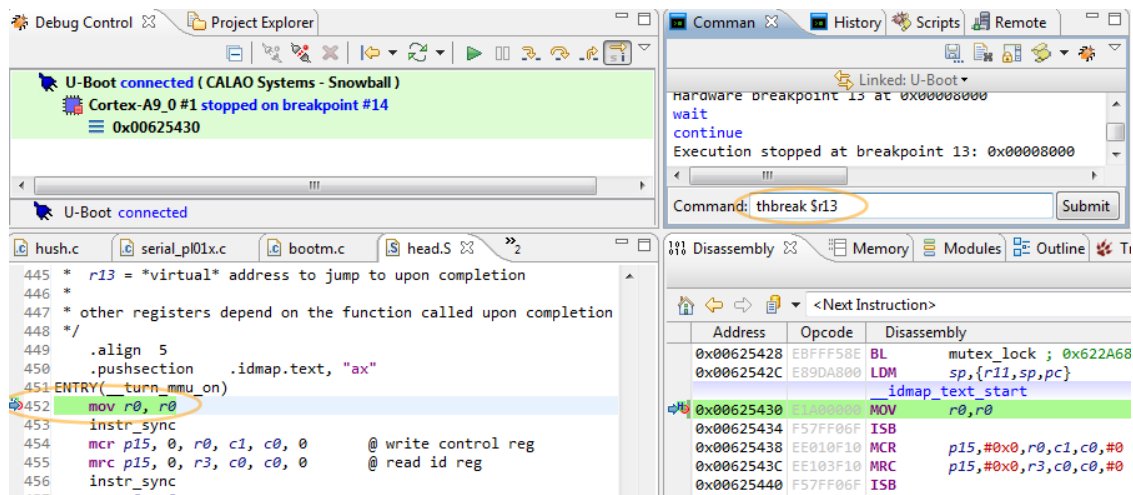 Debug Control
Project Explorer
U-Boot connected ( CALAO Systems - Snowball )
Cortex-A9_0 #1 stopped on breakpoint #14
0x00625430
U-Boot connected
Comman
History
Scripts
Remote
Linked: U-Boot
Hardware breakpoint 13 at 0x00008000
wait
continue
Execution stopped at breakpoint 13: 0x00008000
Command: thbreak $r13
Submit
hush.c
serial_pl01x.c
bootm.c
head.S
»2
445 *  r13 = *virtual* address to jump to upon completion
446 *
447 * other registers depend on the function called upon completion
448 */
449     .align  5
450     .pushsection    .idmap.text, "ax"
451 ENTRY(__turn_mmu_on)
452     mov r0, r0
453     instr_sync
454     mcr p15, 0, r0, c1, c0, 0       @ write control reg
455     mrc p15, 0, r3, c0, c0, 0       @ read id reg
456     instr_sync
Disassembly
Memory
Modules
Outline
<Next Instruction>
Address Opcode Disassembly
0x00625428 EBFFF58E BL mutex_lock ; 0x622A68
0x0062542C E89DA800 LDM sp,{r11,sp,pc}
__idmap_text_start
0x00625430 E1A00000 MOV r0,r0
0x00625434 F57FF06F ISB
0x00625438 EE010F10 MCR p15,#0x0,r0,c1,c0,#0
0x0062543C EE103F10 MRC p15,#0x0,r3,c0,c0,#0
0x00625440 F57FF06F ISB